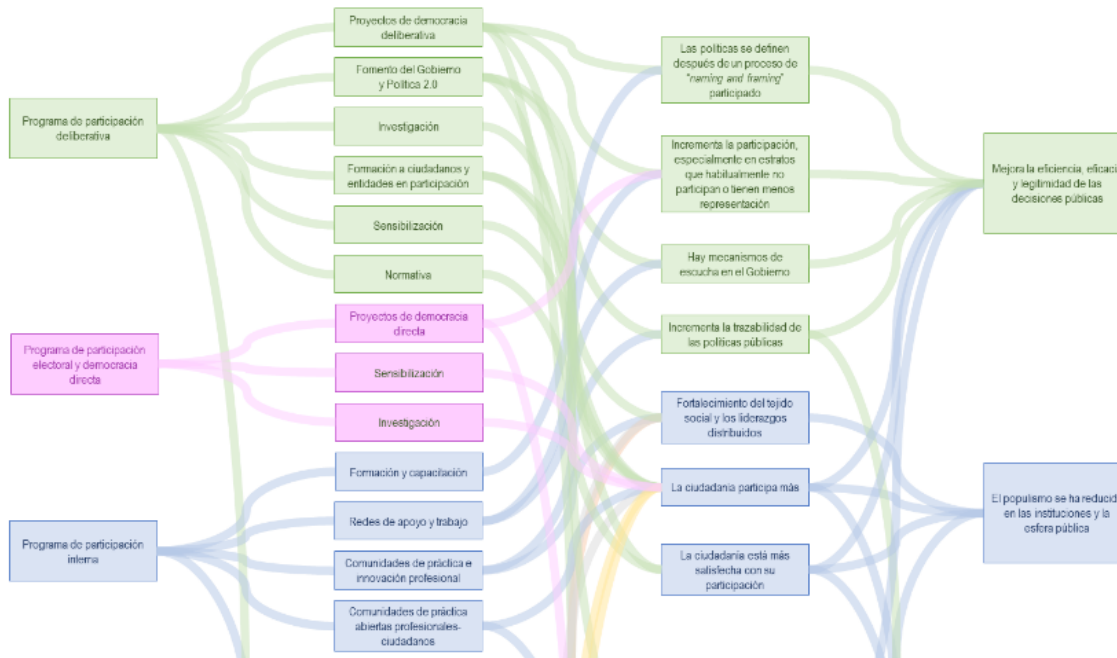 Programa de participación
deliberativa
Programa de participación
electoral y democracia
directa
Programa de participación
interna
Proyectos de democracia
deliberativa
Fomento del Gobierno
y Política 2.0
Investigación
Formación a ciudadanos y
entidades en participación
Sensibilización
Normativa
Proyectos de democracia
directa
Sensibilización
Investigación
Formación y capacitación
Redes de apoyo y trabajo
Comunidades de práctica e
innovación profesional
Comunidades de práctica
abiertas profesionales-
ciudadanos
Las políticas se definen
después de un proceso de
“naming and framing”
participado
Incrementa la participación,
especialmente en estratos
que habitualmente no
participan o tienen menos
representación
Hay mecanismos de
escucha en el Gobierno
Incrementa la trazabilidad de
las políticas públicas
Fortalecimiento del tejido
social y los liderazgos
distribuidos
La ciudadanía participa más
La ciudadanía está más
satisfecha con su
participación
Mejora la eficiencia, eficaci
y legitimidad de las
decisiones públicas
El populismo se ha reducid
en las instituciones y la
esfera pública